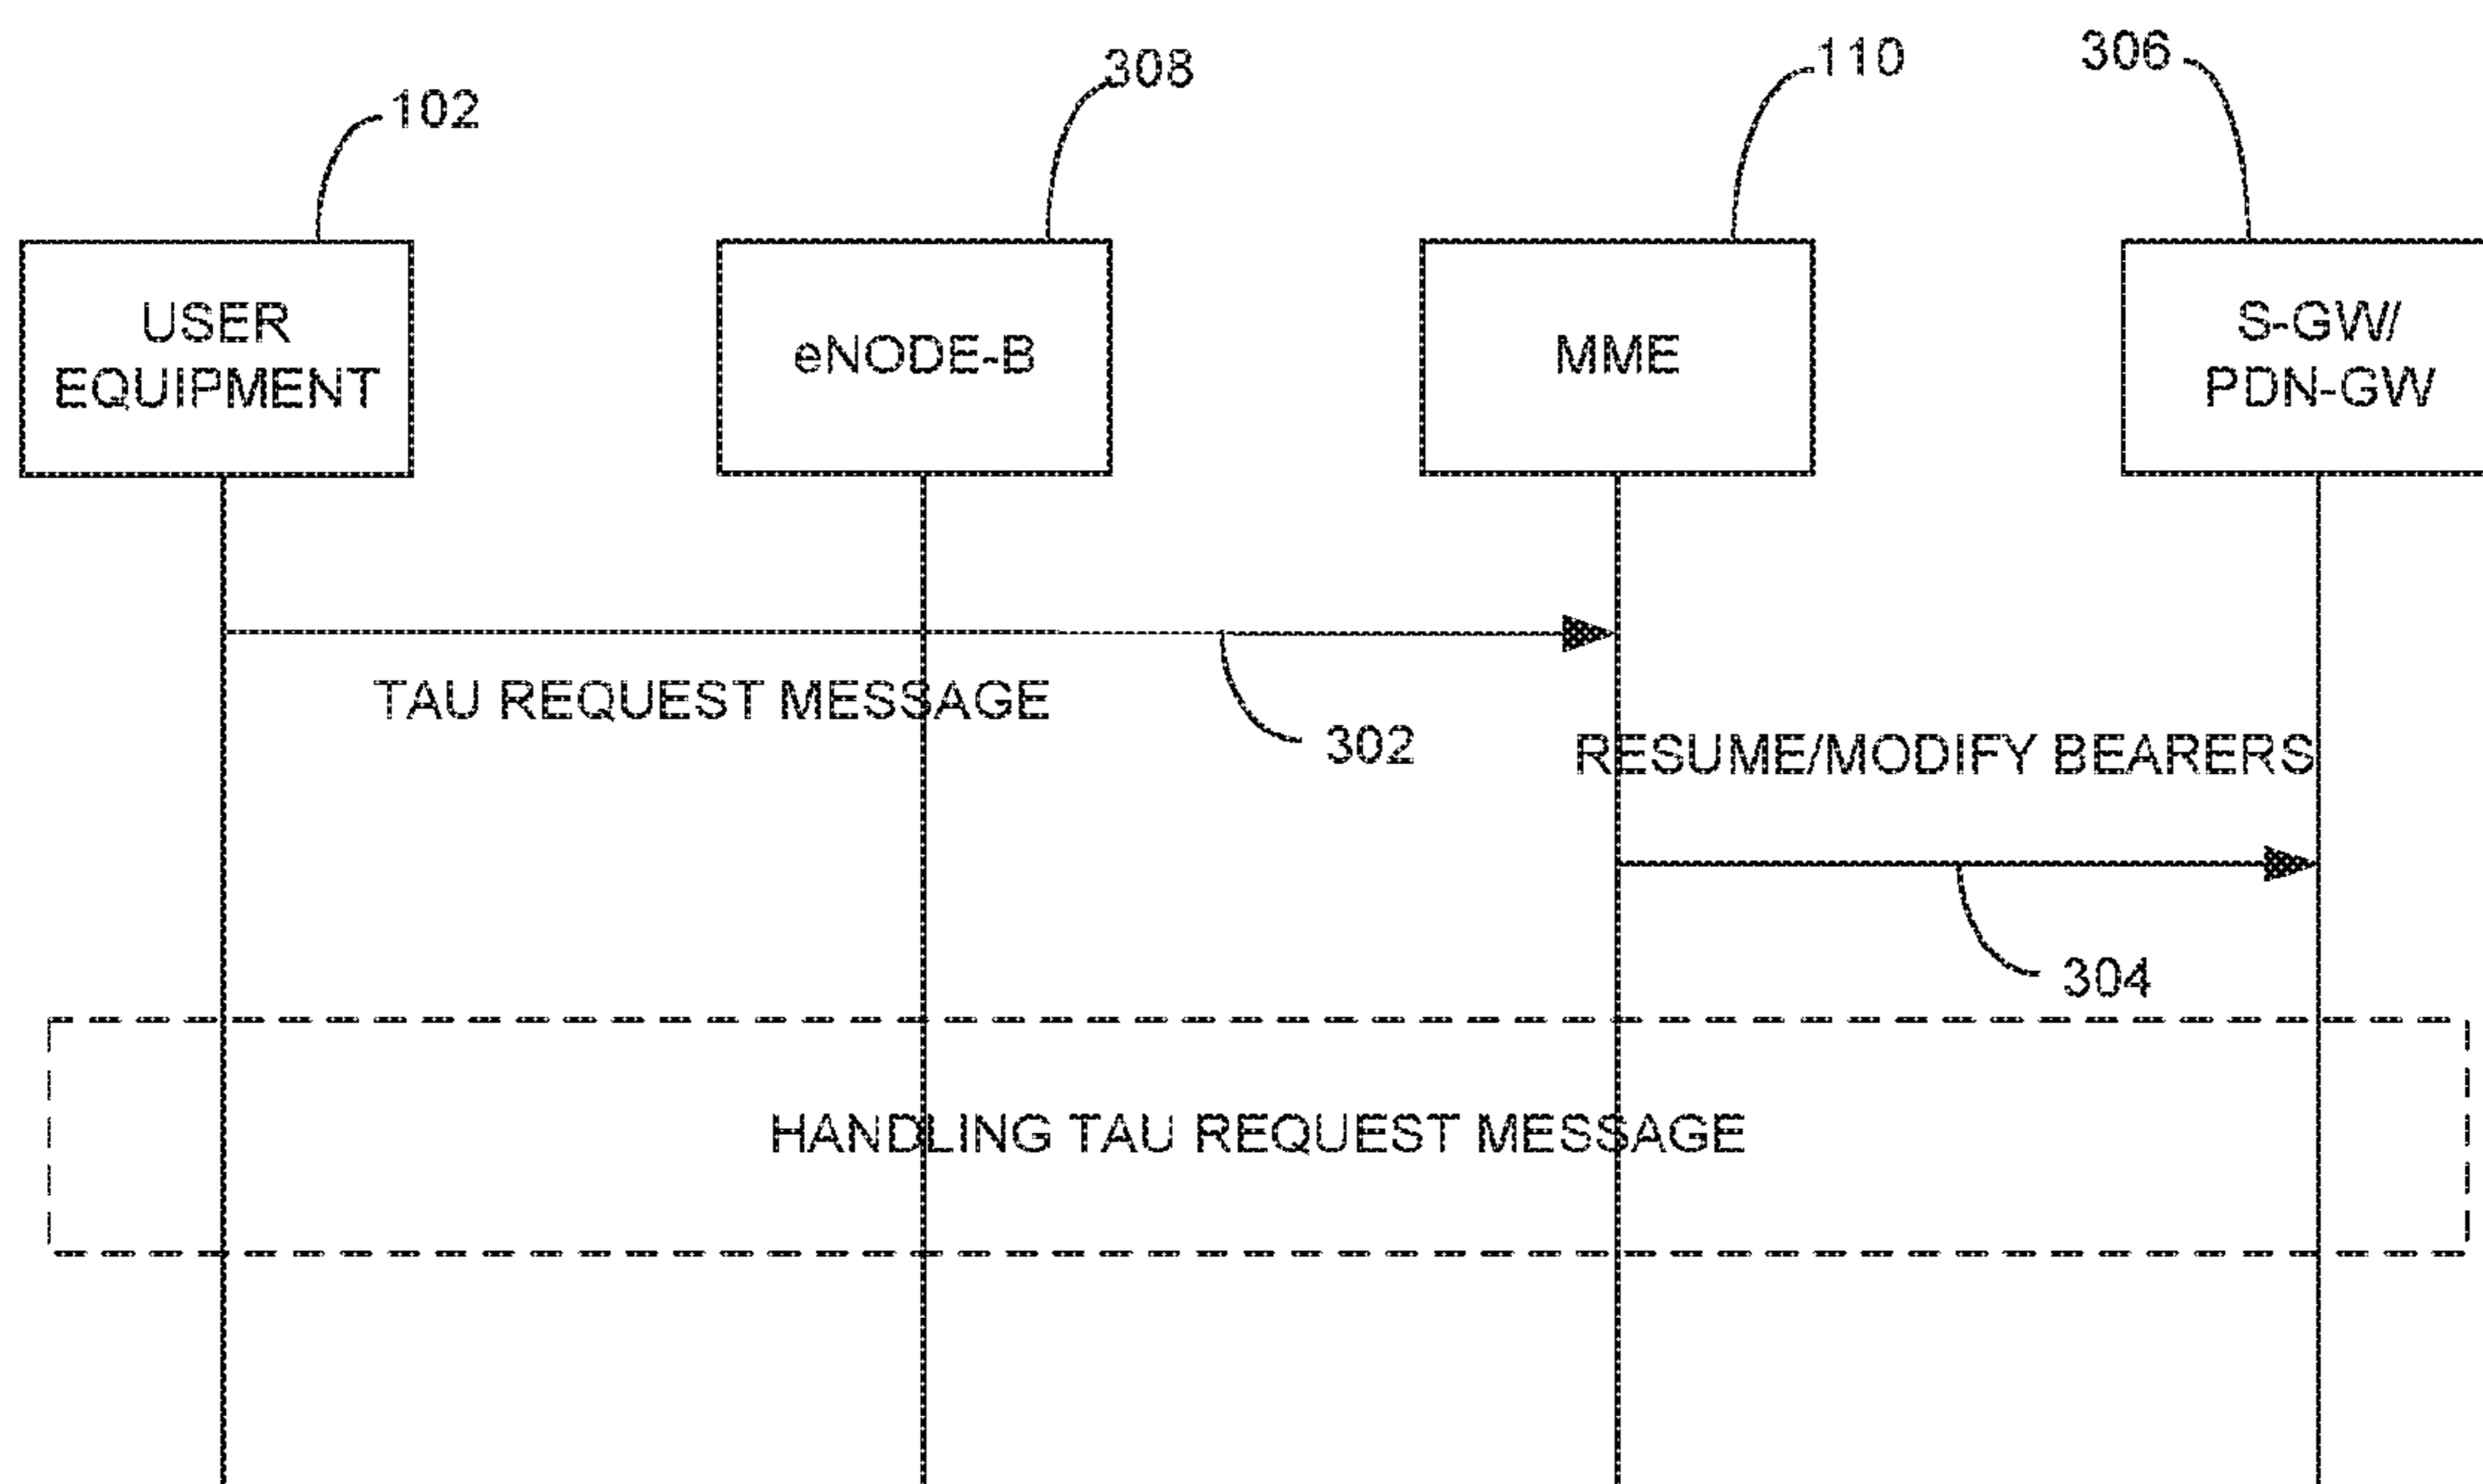 102
308
110
306
USER
EQUIPMENT
eNODE-B
MME
S-GW/
PDN-GW
TAU REQUEST MESSAGE
302
RESUME/MODIFY BEARERS
304
HANDLING TAU REQUEST MESSAGE